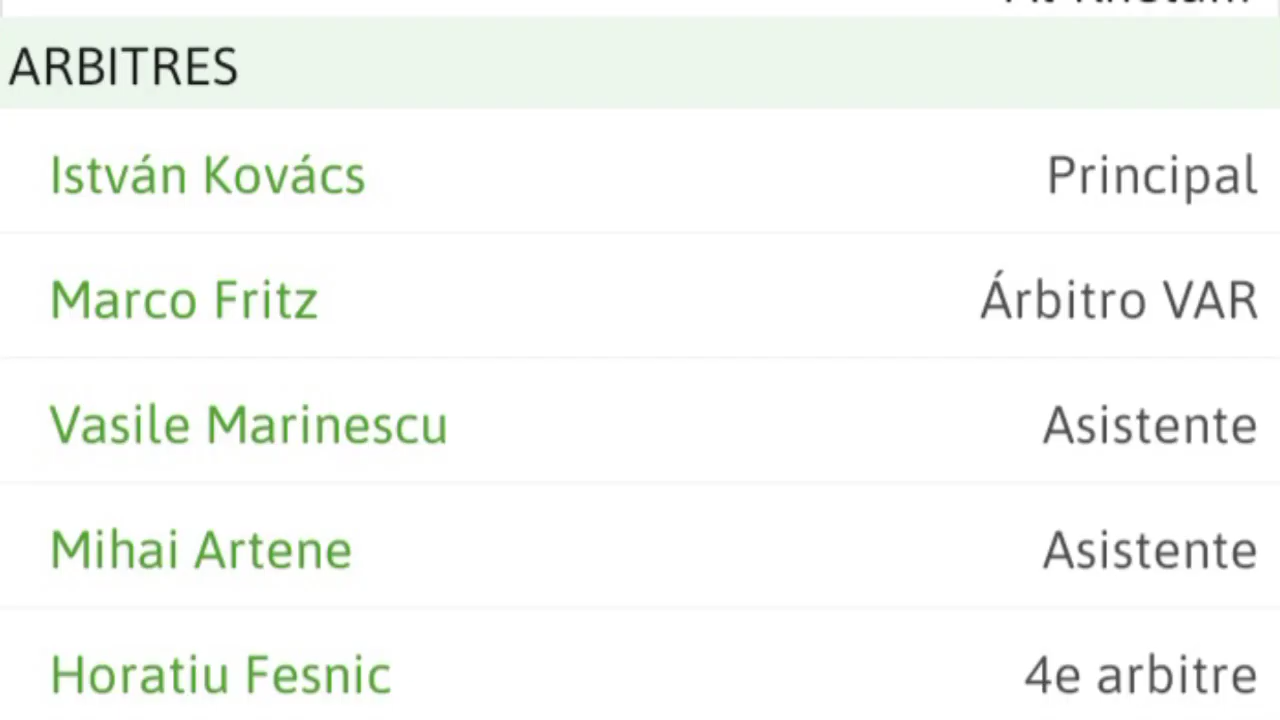 ARBITRES
István Kovács Principal
Marco Fritz Árbitro VAR
Vasile Marinescu Asistente
Mihai Artene Asistente
Horatiu Fesnic 4e arbitre